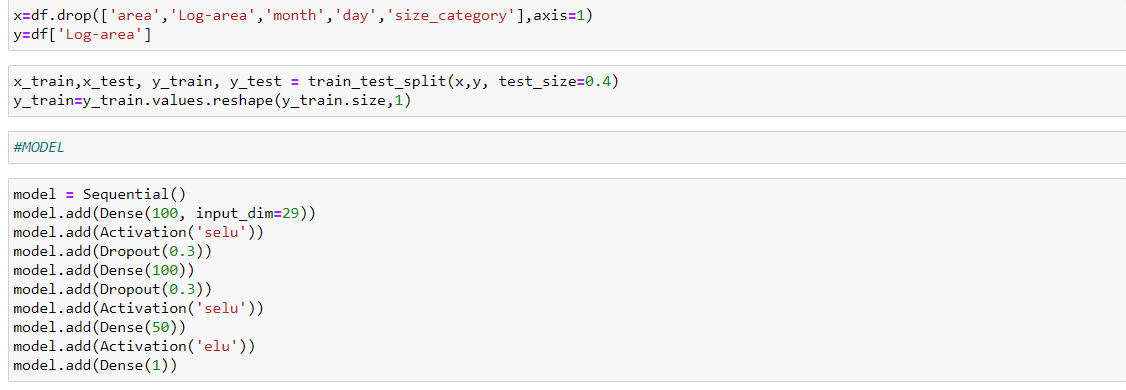 x=df.drop(['area','Log-area','month','day','size_category'],axis=1)
y=df['Log-area']
x_train,x_test, y_train, y_test = train_test_split(x,y, test_size=0.4)
y_train=y_train.values.reshape(y_train.size,1)
#MODEL
model = Sequential()
model.add(Dense(100, input_dim=29))
model.add(Activation('selu'))
model.add(Dropout(0.3))
model.add(Dense(100))
model.add(Dropout(0.3))
model.add(Activation('selu'))
model.add(Dense(50))
model.add(Activation('elu'))
model.add(Dense(1))